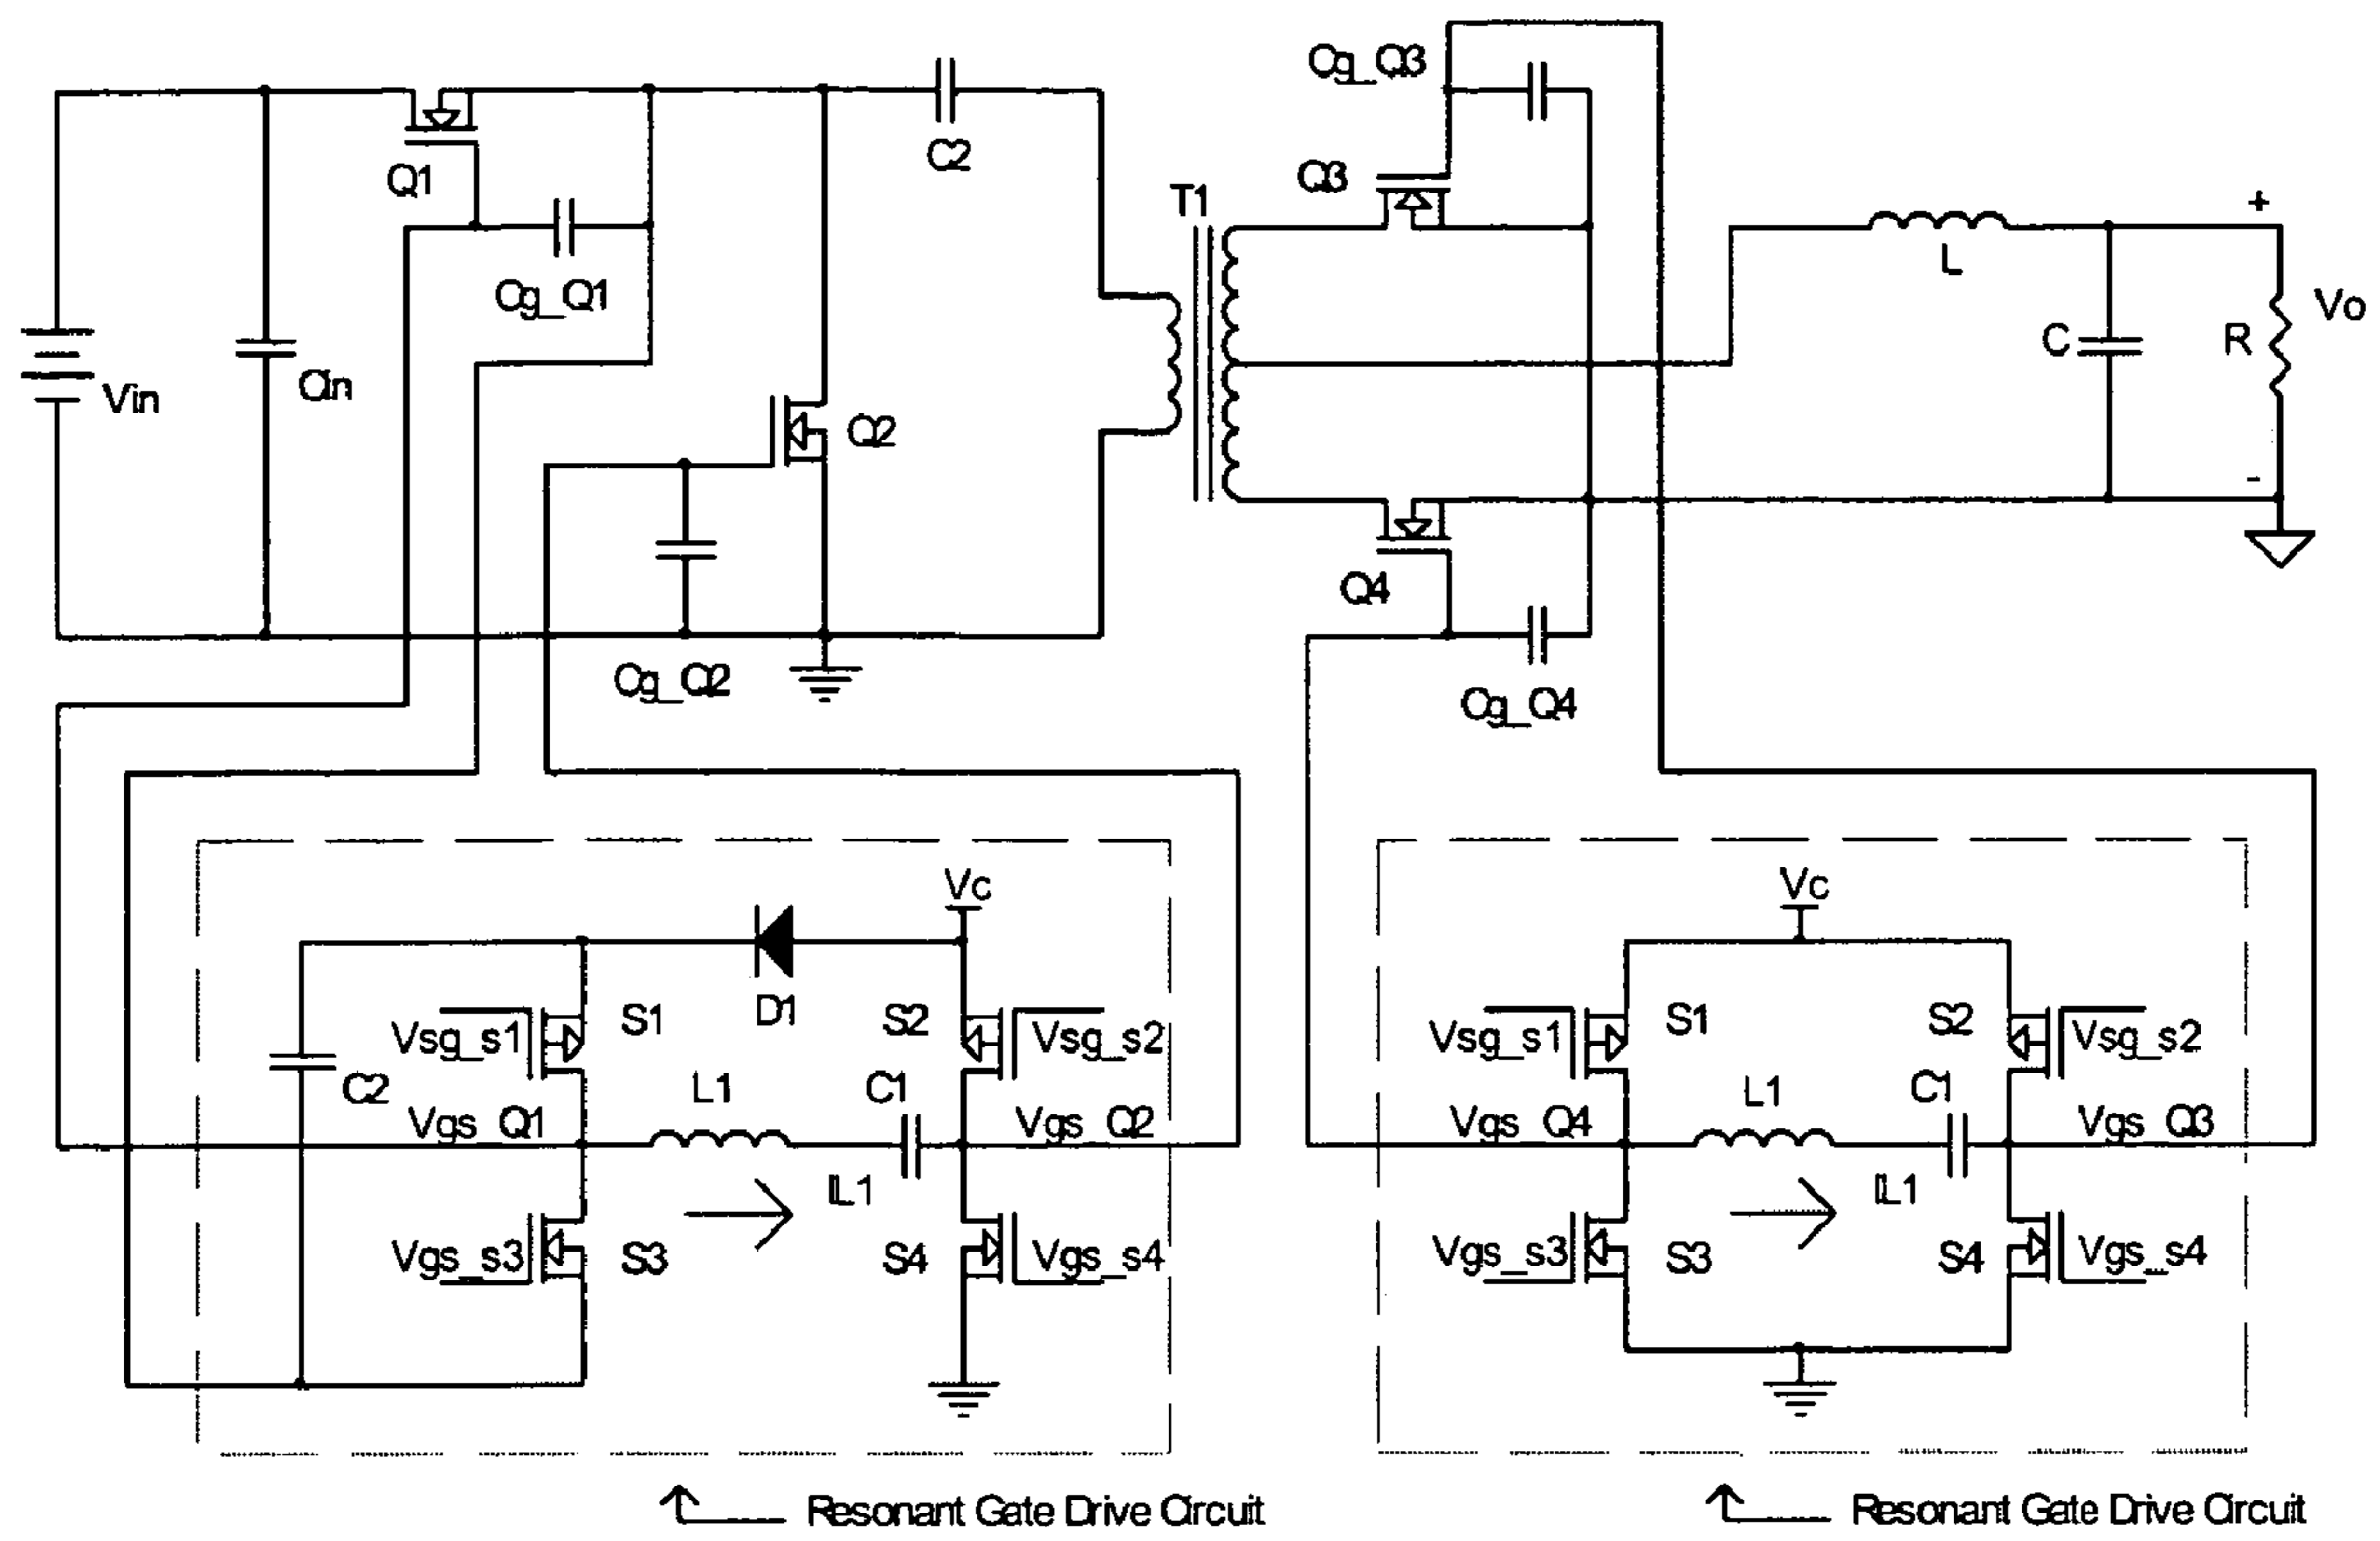 Cg_Q3
C2
Q1
Q3
T1
+
Cg_Q1
L
Vin
Cin
Q2
C
R
Vo
-
Q4
Cg_Q2
Cg_Q4
Vc
Vc
D1
Vsg_s1
S1
S2
Vsg_s2
Vsg_s1
S1
S2
Vsg_s2
C2
L1
C1
L1
C1
Vgs_Q1
Vgs_Q2
Vgs_Q4
Vgs_Q3
IL1
IL1
Vgs_s3
S3
S4
Vgs_s4
Vgs_s3
S3
S4
Vgs_s4
Resonant Gate Drive Circuit
Resonant Gate Drive Circuit